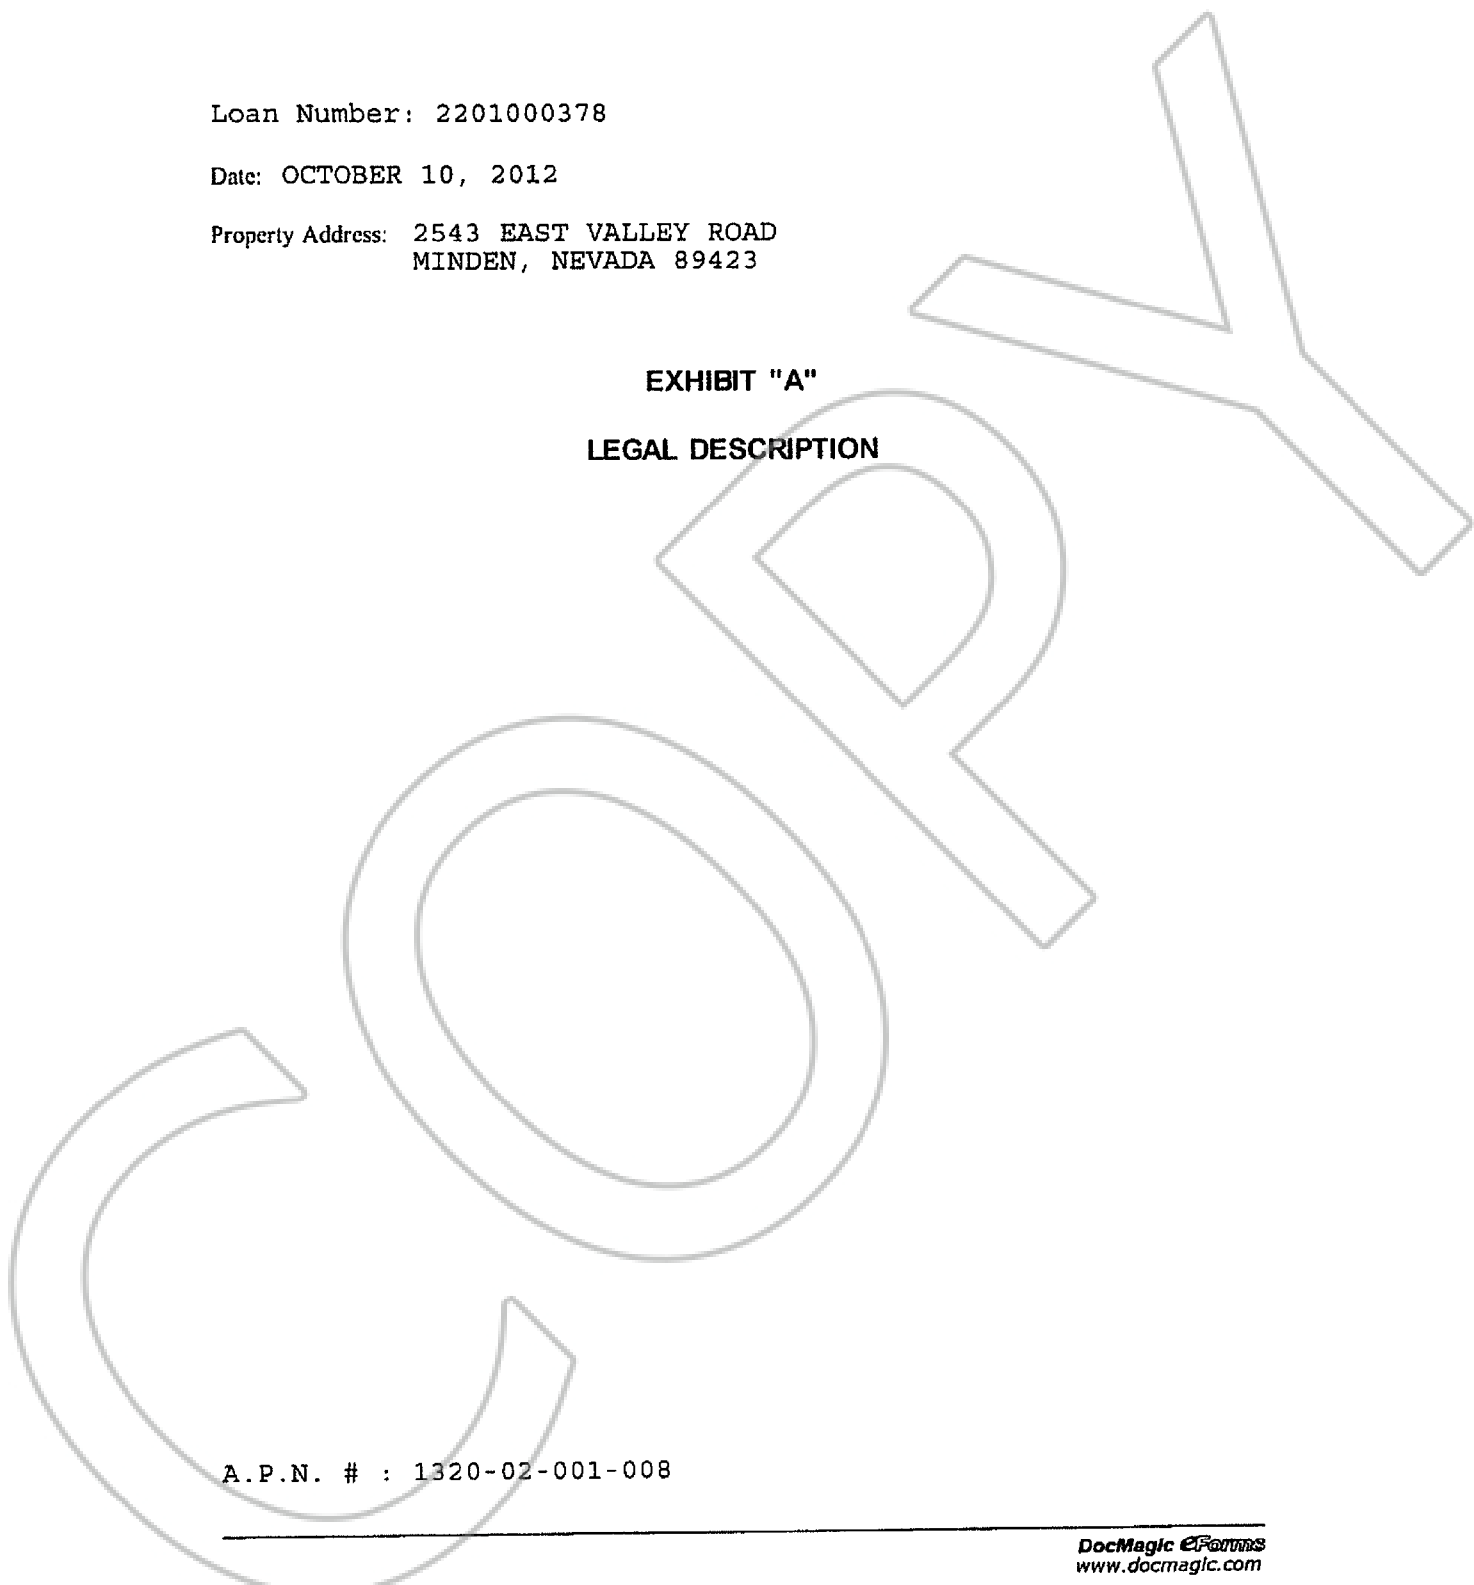 Loan Number: 2201000378
Date: OCTOBER 10, 2012
Property Address: 2543 EAST VALLEY ROAD
MINDEN, NEVADA 89423
EXHIBIT "A"
LEGAL DESCRIPTION
COPY
A.P.N. # : 1320-02-001-008
DocMagic eForms
www.docmagic.com